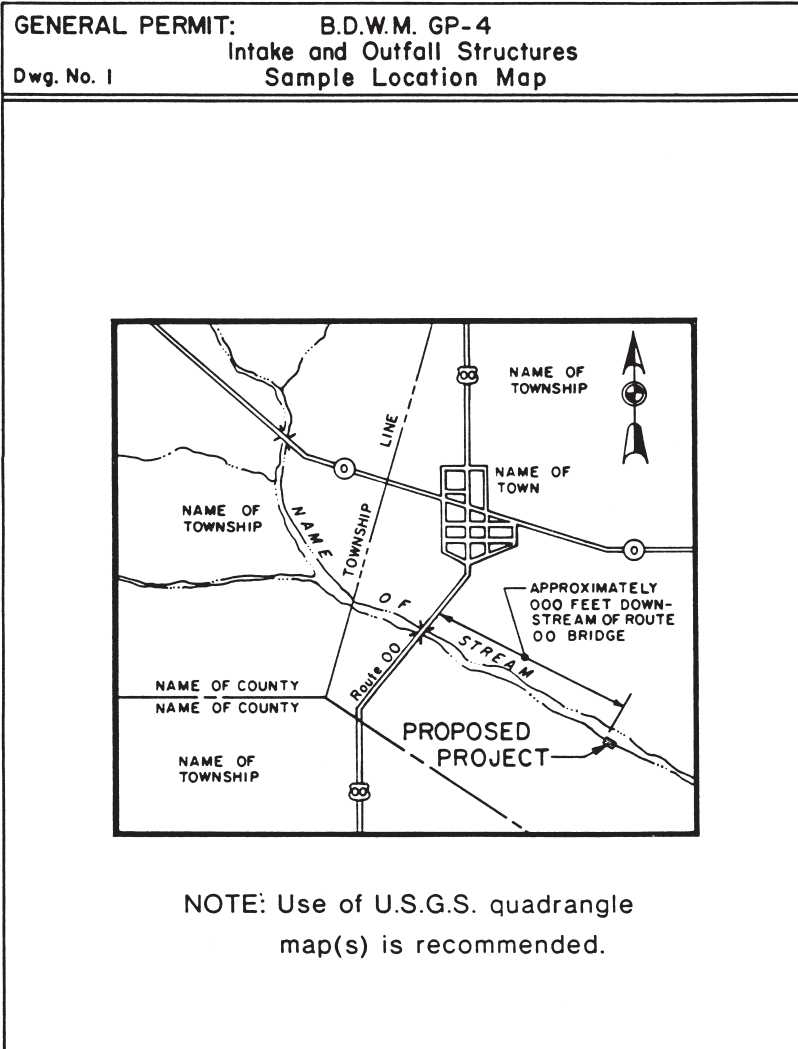 GENERAL PERMIT: B.D.W.M. GP-4
Intake and Outfall Structures
Dwg. No. 1 Sample Location Map
NAME OF
TOWNSHIP
00
LINE
O
NAME OF
TOWN
NAME OF
TOWNSHIP
TOWNSHIP
NAME
OF
STREAM
O
APPROXIMATELY
000 FEET DOWN-
STREAM OF ROUTE
00 BRIDGE
Route 00
NAME OF COUNTY
NAME OF COUNTY
PROPOSED
PROJECT
NAME OF
TOWNSHIP
00
NOTE: Use of U.S.G.S. quadrangle
map(s) is recommended.